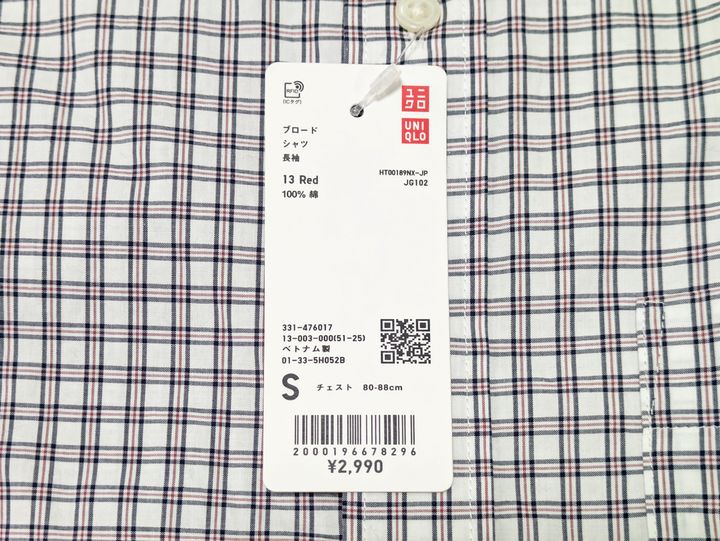 RFID
(ICタグ)
ユニ
クロ
UNI
QLO
ブロード
シャツ
長袖
13 Red
100% 綿
HT00189NX-JP
JG102
331-476017
13-003-000(51-25)
ベトナム製
01-33-5H052B
S チェスト 80-88cm
2000196678296
¥2,990